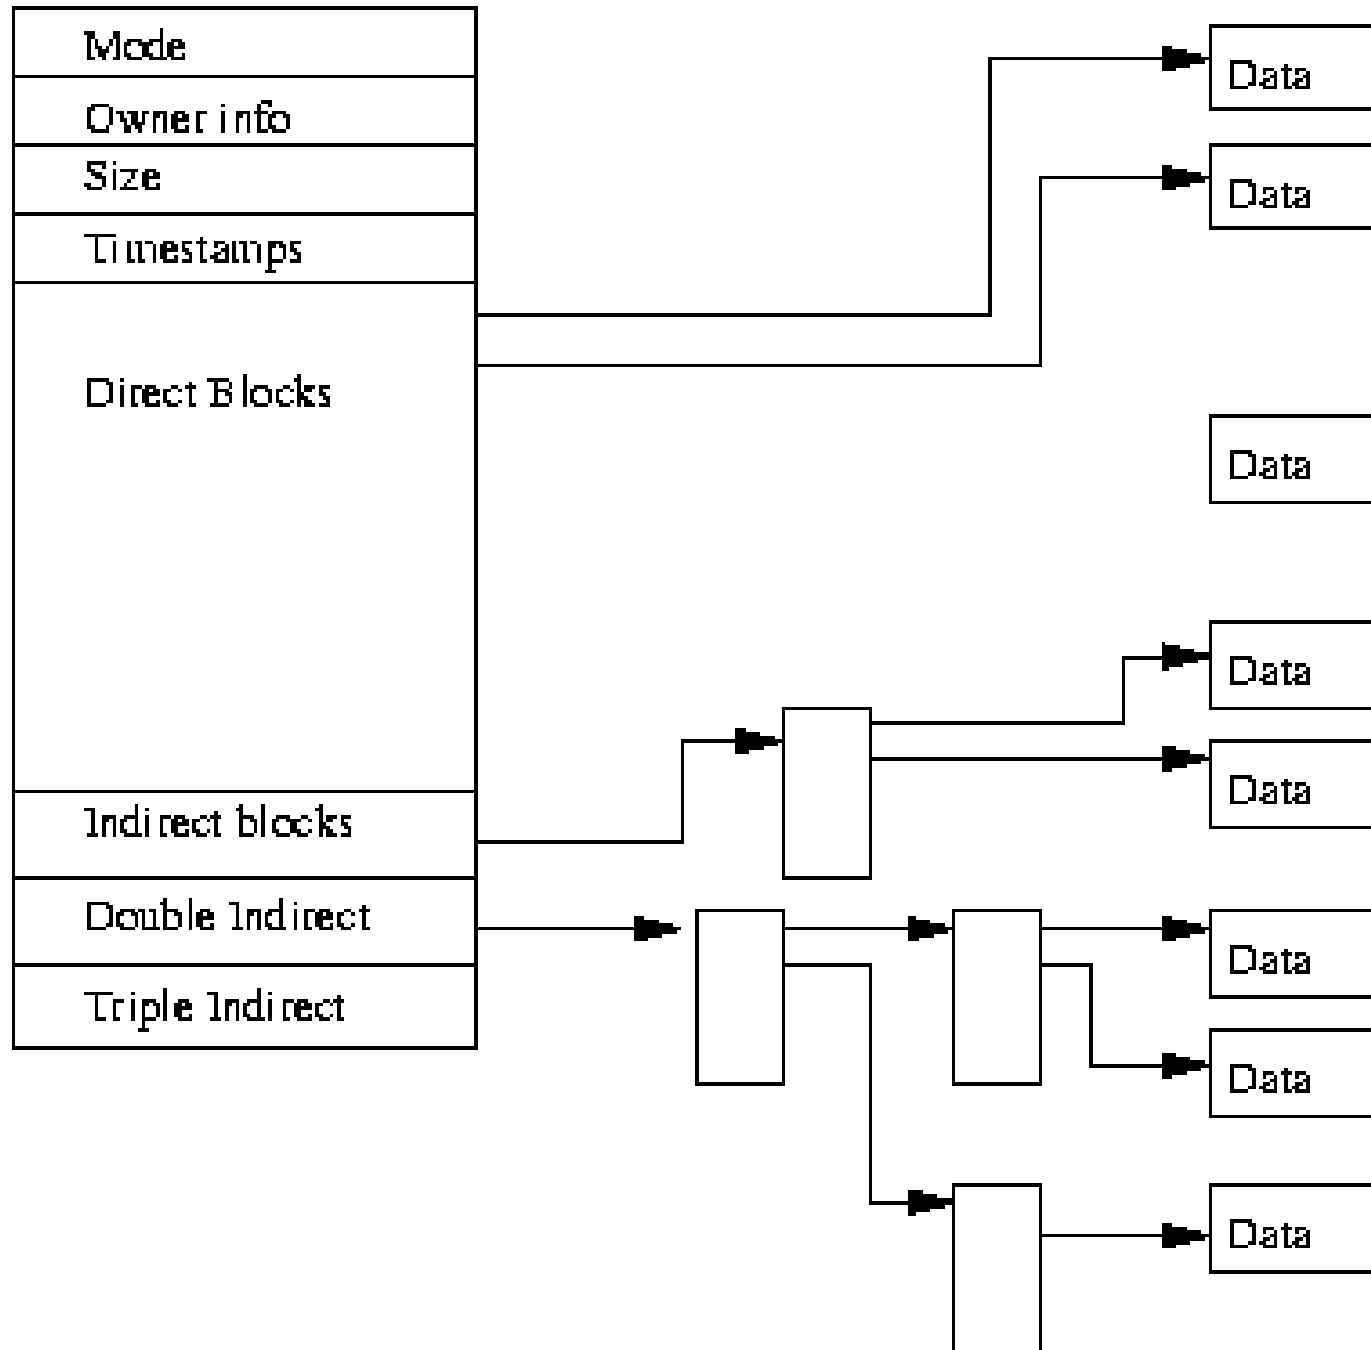 Mode
Owner info
Size
Timestamps
Direct Blocks
Indirect blocks
Double Indirect
Triple Indirect
Data
Data
Data
Data
Data
Data
Data
Data